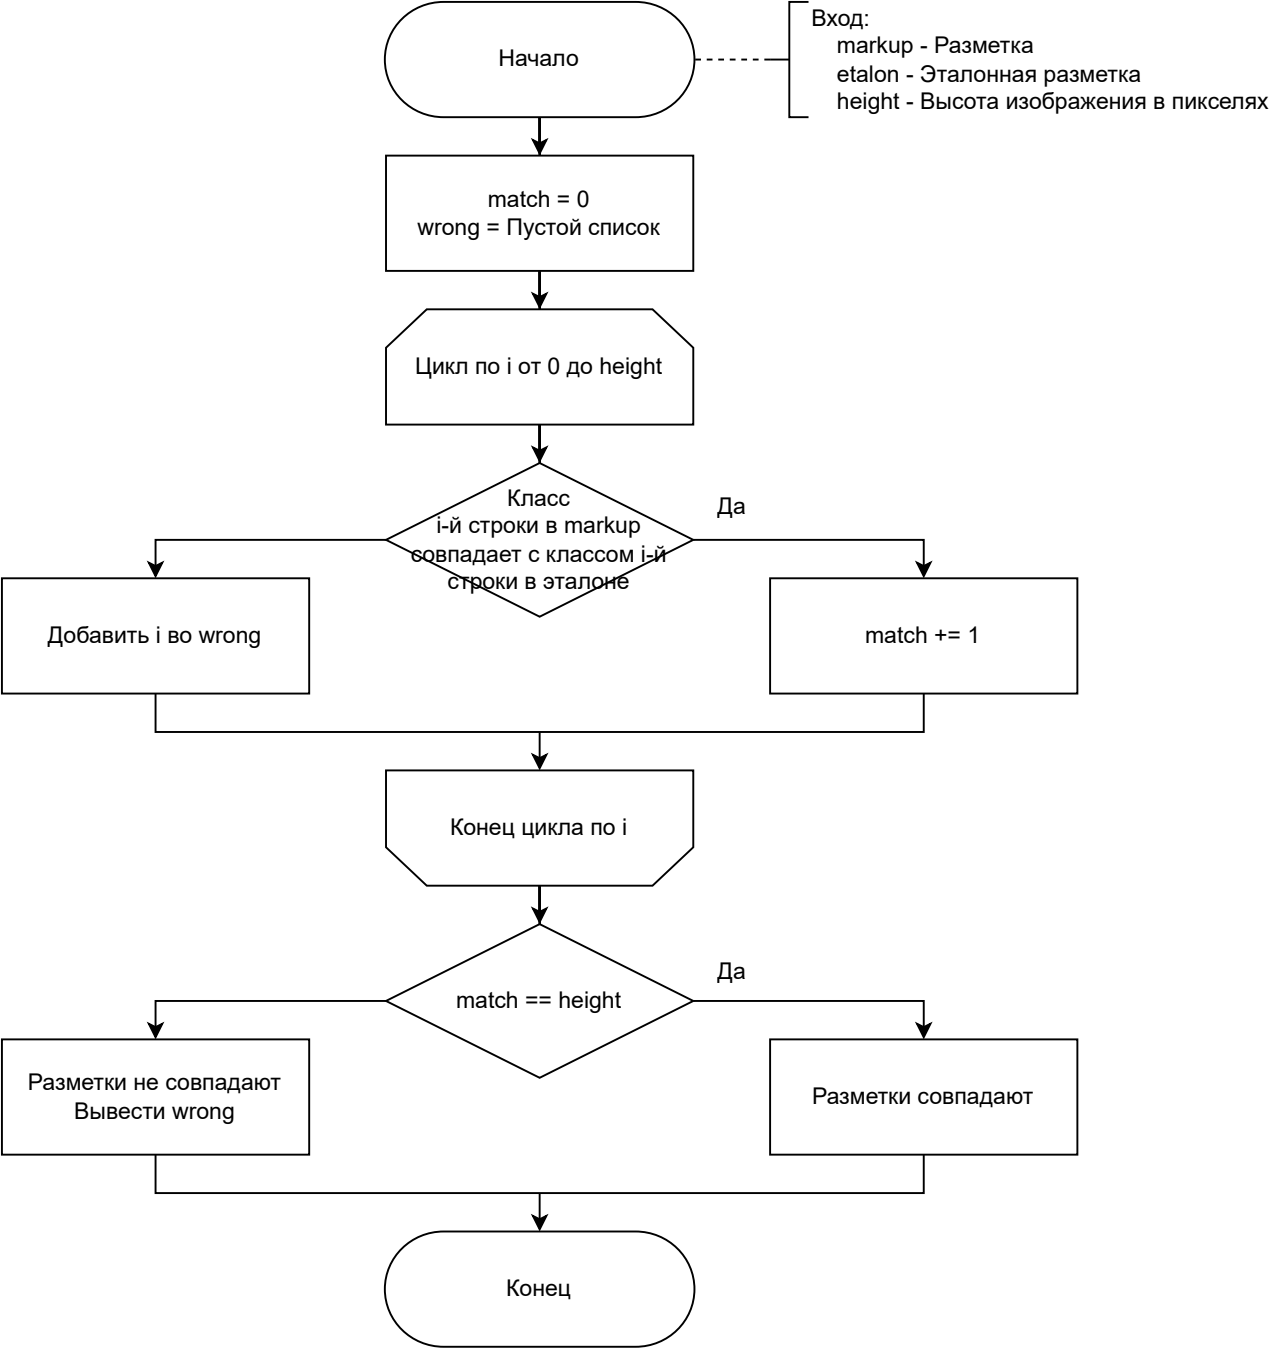 Начало
Вход:
markup - Разметка
etalon - Эталонная разметка
height - Высота изображения в пикселях
match = 0
wrong = Пустой список
Цикл по i от 0 до height
Класс
i-й строки в markup
совпадает с классом i-й
строки в эталоне
Да
Добавить i во wrong
match += 1
Конец цикла по i
match == height
Да
Разметки не совпадают
Вывести wrong
Разметки совпадают
Конец